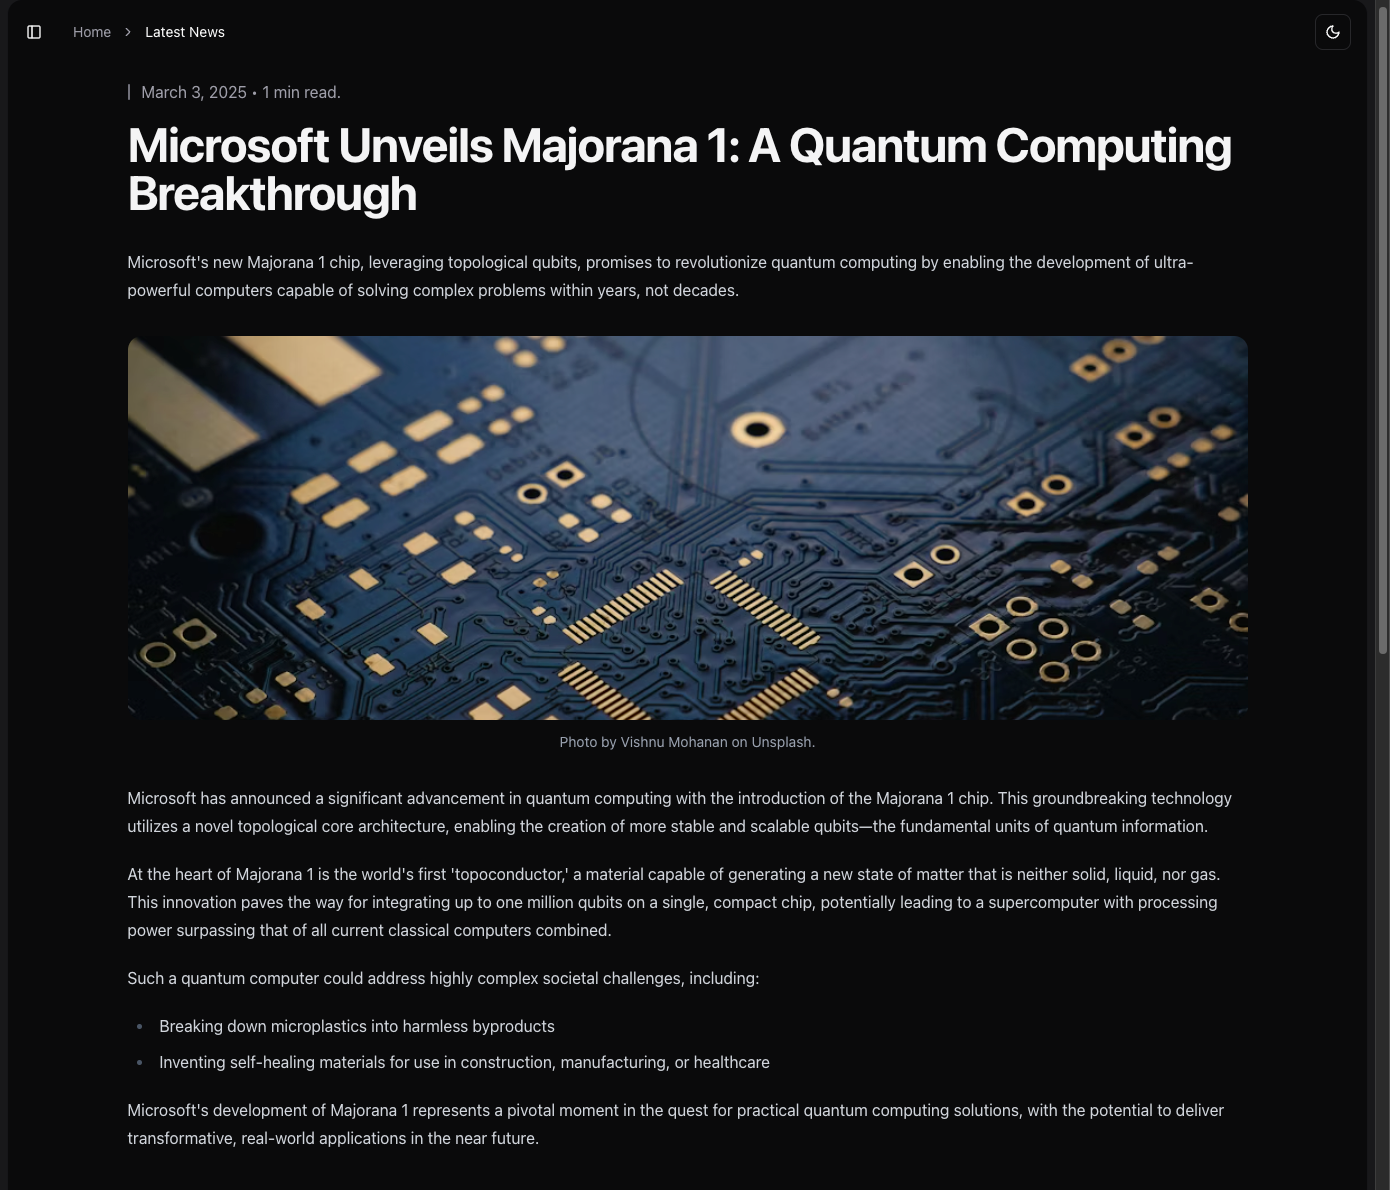 Home > Latest News
| March 3, 2025 • 1 min read.
Microsoft Unveils Majorana 1: A Quantum Computing
Breakthrough
Microsoft's new Majorana 1 chip, leveraging topological qubits, promises to revolutionize quantum computing by enabling the development of ultra-
powerful computers capable of solving complex problems within years, not decades.
BT1
Battery Cell
Debug
J8
Photo by Vishnu Mohanan on Unsplash.
Microsoft has announced a significant advancement in quantum computing with the introduction of the Majorana 1 chip. This groundbreaking technology
utilizes a novel topological core architecture, enabling the creation of more stable and scalable qubits—the fundamental units of quantum information.
At the heart of Majorana 1 is the world's first 'topoconductor,' a material capable of generating a new state of matter that is neither solid, liquid, nor gas.
This innovation paves the way for integrating up to one million qubits on a single, compact chip, potentially leading to a supercomputer with processing
power surpassing that of all current classical computers combined.
Such a quantum computer could address highly complex societal challenges, including:
• Breaking down microplastics into harmless byproducts
• Inventing self-healing materials for use in construction, manufacturing, or healthcare
Microsoft's development of Majorana 1 represents a pivotal moment in the quest for practical quantum computing solutions, with the potential to deliver
transformative, real-world applications in the near future.